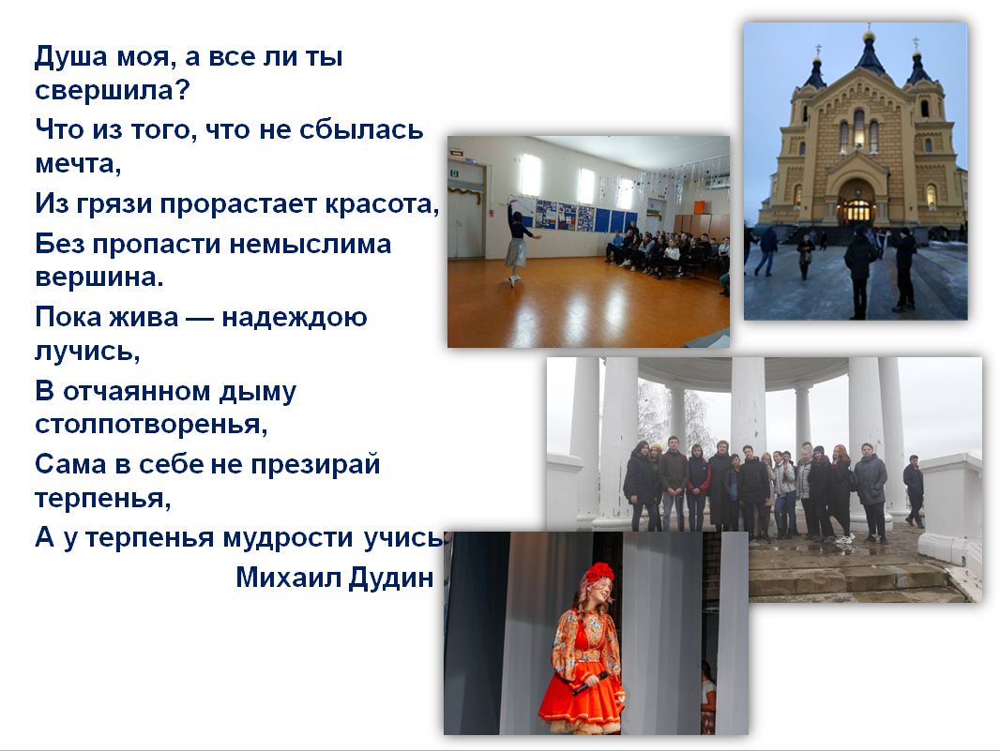 Душа моя, а все ли ты
свершила?
Что из того, что не сбылась
мечта,
Из грязи прорастает красота,
Без пропасти немыслима
вершина.
Пока жива — надеждою
лучись,
В отчаянном дыму
столпотворенья,
Сама в себе не презирай
терпенья,
А у терпенья мудрости учись
Михаил Дудин